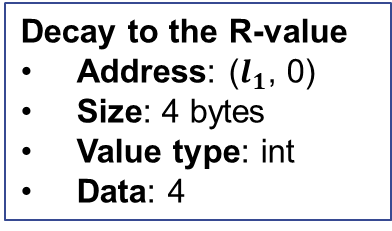 Decay to the R-value
• Address: (l₁, 0)
• Size: 4 bytes
• Value type: int
• Data: 4